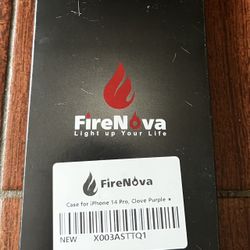 FireNova
Light up Your Life
FireNova
Case for iPhone 14 Pro, Clove Purple
NEW X003ASTTQ1